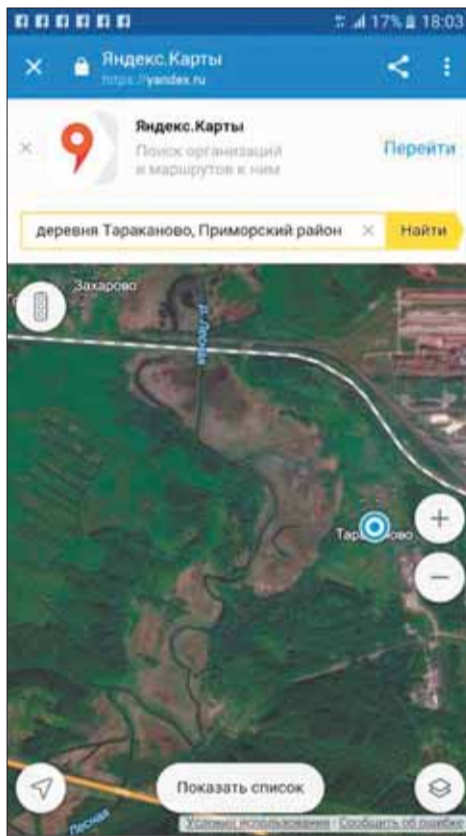 17% 18:03
Яндекс.Карты
https://yandex.ru
Яндекс.Карты
Поиск организаций
и маршрутов к ним
Перейти
деревня Тараканово, Приморский район
Найти
Захарово
р. Лесная
Показать список
Лесная
Условия использования Сообщить об ошибке